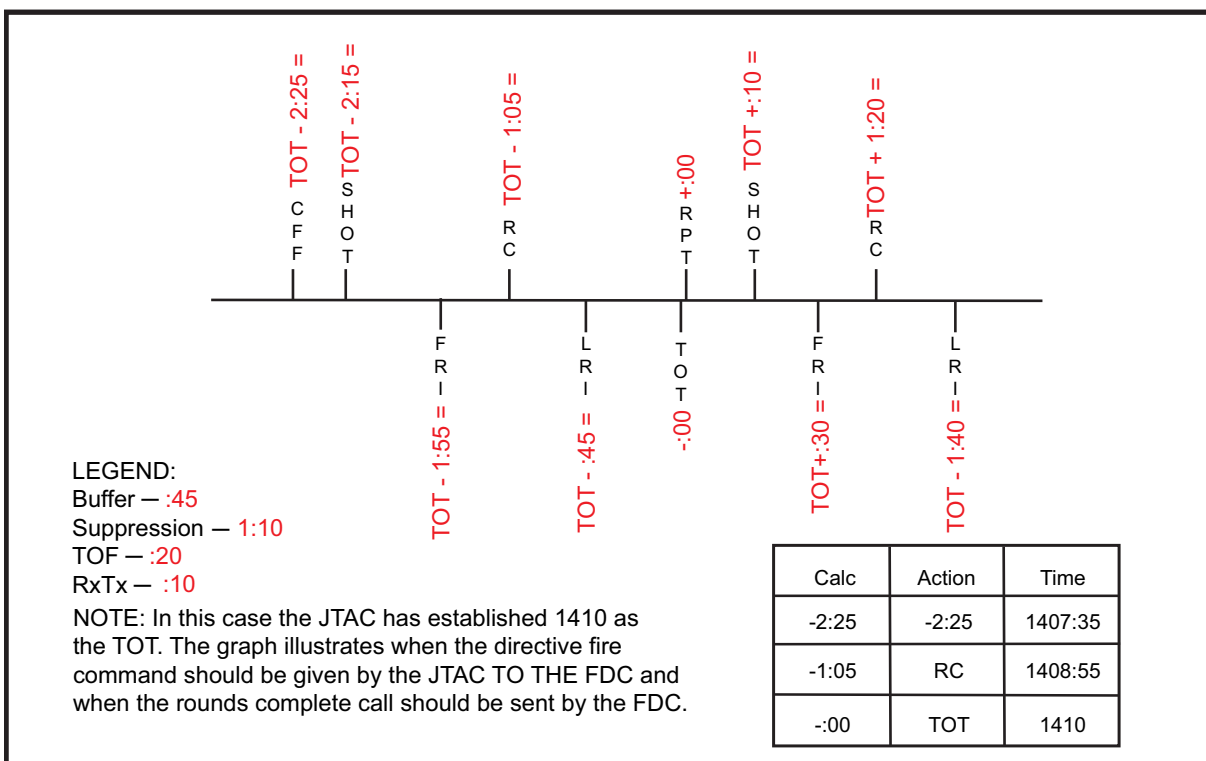 TOT - 2:25 =
CFF
TOT - 2:15 =
SHOT
TOT - 1:05 =
RC
+:00
RPT
TOT +:10 =
SHOT
TOT + 1:20 =
RC
FRI
TOT - 1:55 =
LRI
TOT - :45 =
TOT
-:00
FRI
TOT+:30 =
LRI
TOT - 1:40 =
LEGEND:
Buffer — :45
Suppression — 1:10
TOF — :20
RxTx — :10
NOTE: In this case the JTAC has established 1410 as
the TOT. The graph illustrates when the directive fire
command should be given by the JTAC TO THE FDC and
when the rounds complete call should be sent by the FDC.
Calc Action Time
-2:25 -2:25 1407:35
-1:05 RC 1408:55
-:00 TOT 1410